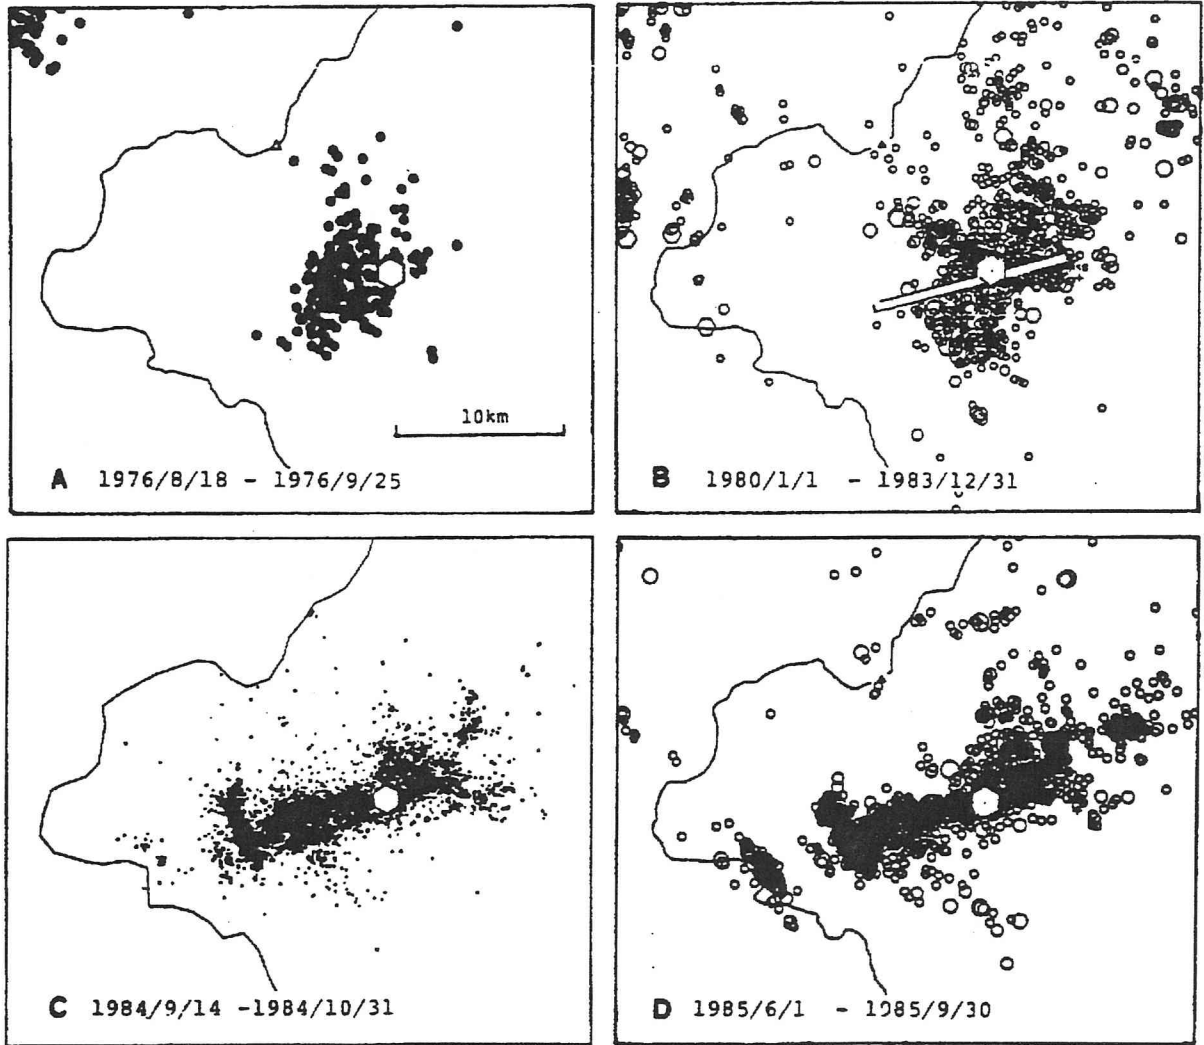 10km
A 1976/8/18 - 1976/9/25
B 1980/1/1 - 1983/12/31
C 1984/9/14 -1984/10/31
D 1985/6/1 - 1985/9/30